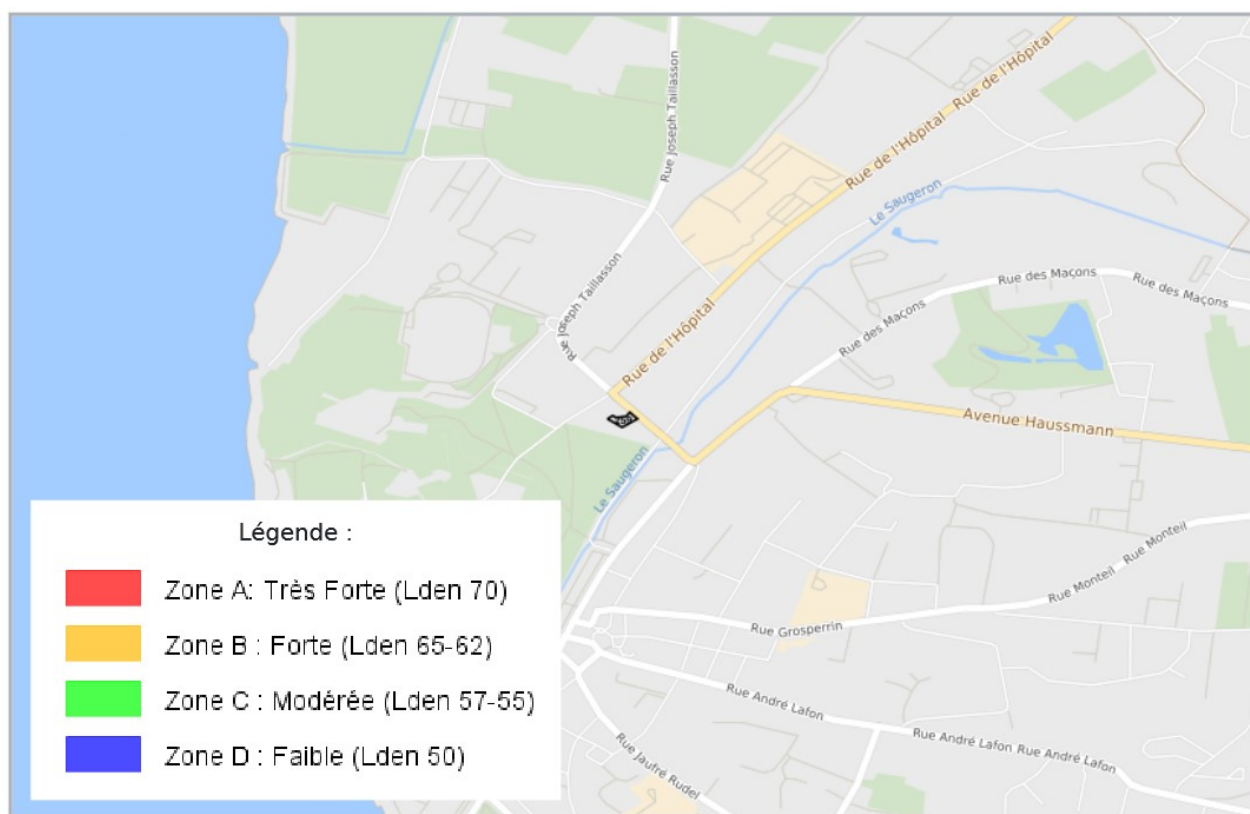 Rue Joseph Taillasson
Rue de l'Hôpital
Rue de l'Hôpital
Le Saugeron
Rue des Maçons
Rue des Maçons
Rue Joseph Taillasson
Rue des Maçons
Rue de l'Hôpital
Avenue Haussmann
Le Saugeron
Légende :
Zone A: Très Forte (Lden 70)
Zone B : Forte (Lden 65-62)
Zone C : Modérée (Lden 57-55)
Zone D : Faible (Lden 50)
Rue Monteil
Rue Monteil
Rue Grosperrin
Rue André Lafon
Rue André Lafon
Rue André Lafon
Rue Jaufré Rudel